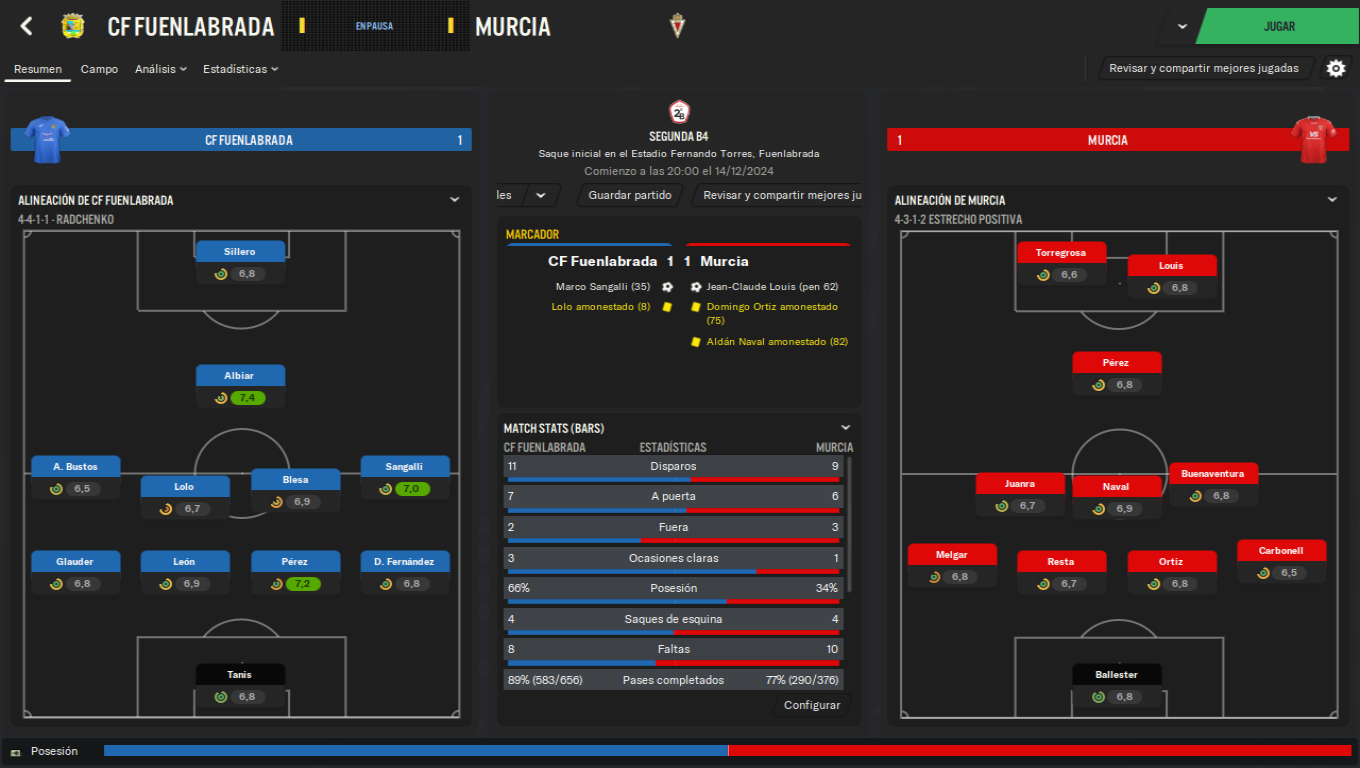 CF FUENLABRADA
EN PAUSA
MURCIA
JUGAR
Resumen
Campo
Análisis
Estadísticas
Revisar y compartir mejores jugadas
CF FUENLABRADA 1
2B
SEGUNDA B4
Saque inicial en el Estadio Fernando Torres, Fuenlabrada
Comienzo a las 20:00 el 14/12/2024
les
Guardar partido
Revisar y compartir mejores ju
1 MURCIA
ALINEACIÓN DE CF FUENLABRADA
4-4-1-1 - RADCHENKO
Sillero
6,8
Albiar
7,4
A. Bustos
6,5
Lolo
6,7
Blesa
6,9
Sangalli
7,0
Glauder
6,8
León
6,9
Pérez
7,2
D. Fernández
6,8
Tanis
6,8
MARCADOR
CF Fuenlabrada 1 1 Murcia
Marco Sangalli (35)
Jean-Claude Louis (pen 62)
Lolo amonestado (8)
Domingo Ortiz amonestado
(75)
Aldán Naval amonestado (82)
MATCH STATS (BARS)
CF FUENLABRADA ESTADÍSTICAS MURCIA
11 Disparos 9
7 A puerta 6
2 Fuera 3
3 Ocasiones claras 1
66% Posesión 34%
4 Saques de esquina 4
8 Faltas 10
89% (583/656) Pases completados 77% (290/376)
Configurar
ALINEACIÓN DE MURCIA
4-3-1-2 ESTRECHO POSITIVA
Torregrosa
6,6
Louis
6,8
Pérez
6,8
Juanra
6,7
Naval
6,9
Buenaventura
6,8
Melgar
6,8
Resta
6,7
Ortiz
6,8
Carbonell
6,5
Ballester
6,8
Posesión